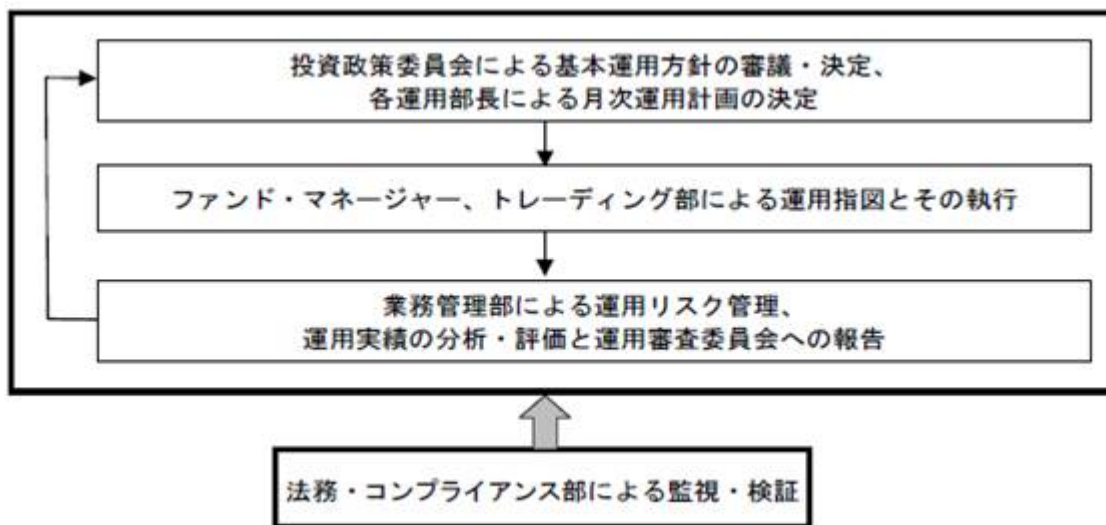 投資政策委員会による基本運用方針の審議・決定、
各運用部長による月次運用計画の決定
ファンド・マネージャー、トレーディング部による運用指図とその執行
業務管理部による運用リスク管理、
運用実績の分析・評価と運用審査委員会への報告
法務・コンプライアンス部による監視・検証